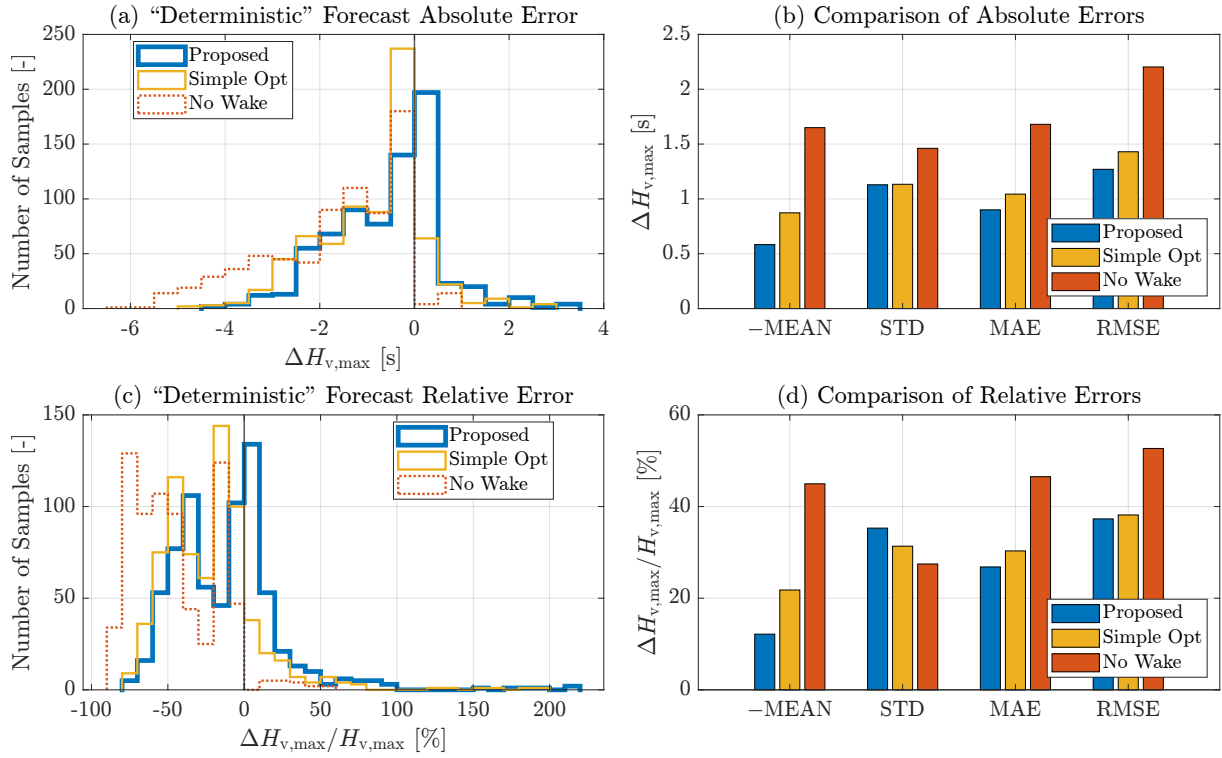 (a) “Deterministic” Forecast Absolute Error
Number of Samples [-]
250
200
150
100
50
0
Proposed
Simple Opt
No Wake
-6
-4
-2
0
2
4
ΔH_v,max [s]
(b) Comparison of Absolute Errors
ΔH_v,max [s]
2.5
2
1.5
1
0.5
0
Proposed
Simple Opt
No Wake
−MEAN
STD
MAE
RMSE
(c) “Deterministic” Forecast Relative Error
Number of Samples [-]
150
100
50
0
Proposed
Simple Opt
No Wake
-100
-50
0
50
100
150
200
ΔH_v,max/H_v,max [%]
(d) Comparison of Relative Errors
ΔH_v,max/H_v,max [%]
60
40
20
0
Proposed
Simple Opt
No Wake
−MEAN
STD
MAE
RMSE